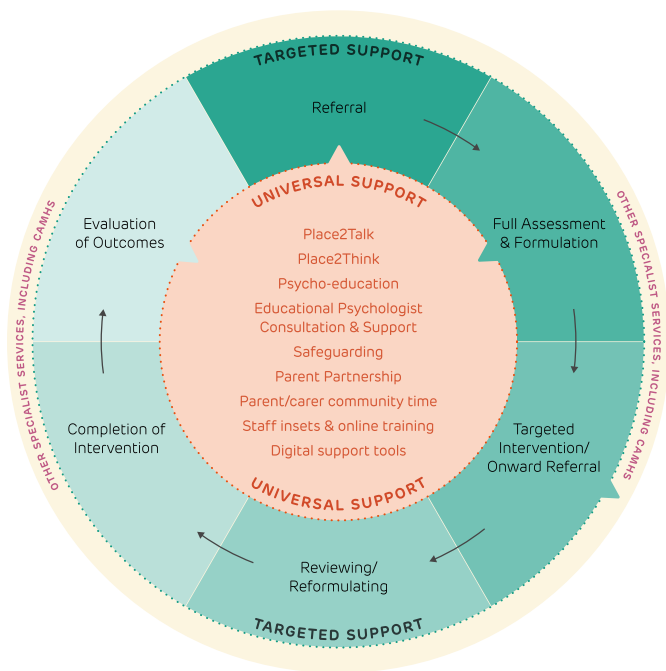 TARGETED SUPPORT
Referral
UNIVERSAL SUPPORT
Place2Talk
Place2Think
Psycho-education
Educational Psychologist
Consultation & Support
Safeguarding
Parent Partnership
Parent/carer community time
Staff insets & online training
Digital support tools
UNIVERSAL SUPPORT
Full Assessment
& Formulation
Targeted
Intervention/
Onward Referral
Reviewing/
Reformulating
Completion of
Intervention
Evaluation
of Outcomes
TARGETED SUPPORT
OTHER SPECIALIST SERVICES, INCLUDING CAMHS
OTHER SPECIALIST SERVICES, INCLUDING CAMHS